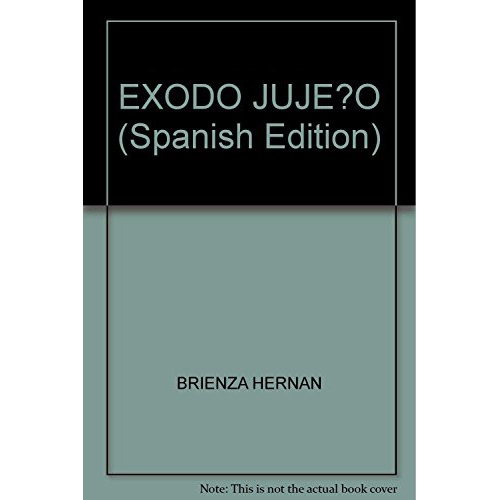 EXODO JUJE?O
(Spanish Edition)
BRIENZA HERNAN
Note: This is not the actual book cover